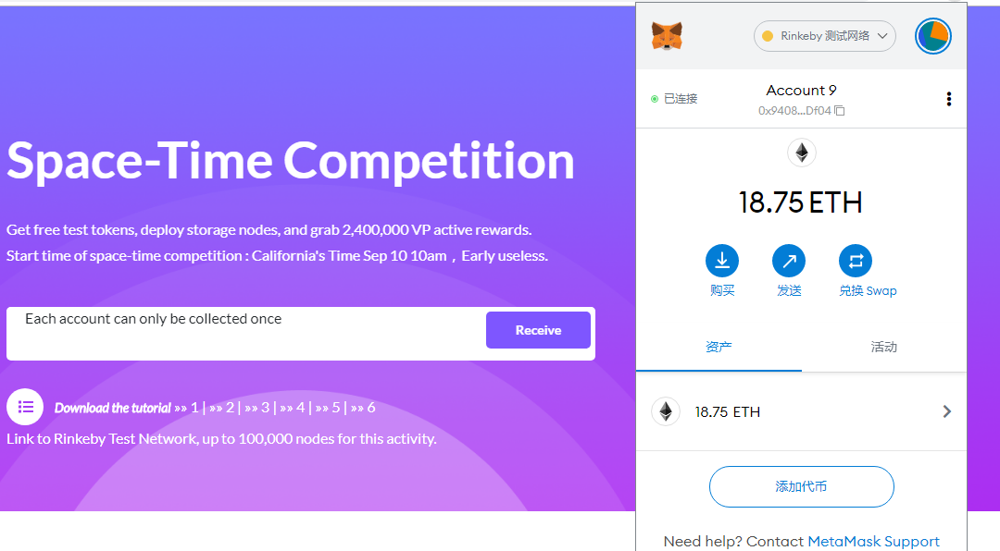 Space-Time Competition
Get free test tokens, deploy storage nodes, and grab 2,400,000 VP active rewards.
Start time of space-time competition : California's Time Sep 10 10am，Early useless.
Each account can only be collected once
Receive
Download the tutorial »» 1 | »» 2 | »» 3 | »» 4 | »» 5 | »» 6
Link to Rinkeby Test Network, up to 100,000 nodes for this activity.
Rinkeby 测试网络
已连接
Account 9
0x9408...Df04
18.75 ETH
购买
发送
兑换 Swap
资产
活动
18.75 ETH
添加代币
Need help? Contact MetaMask Support